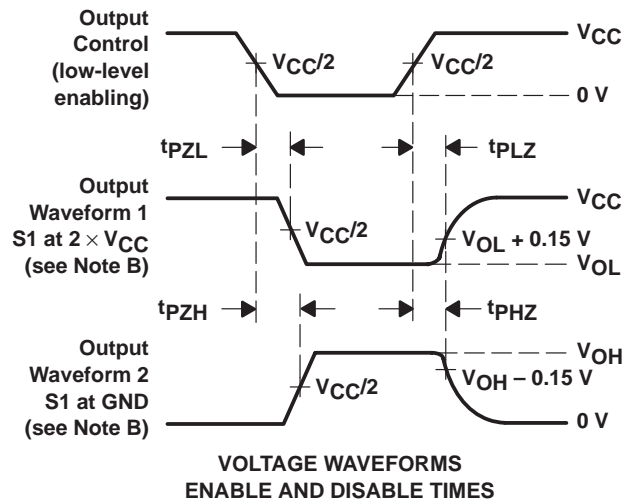 Output
Control
(low-level
enabling)
VCC/2
VCC/2
VCC
0 V
tPZL
tPLZ
Output
Waveform 1
S1 at 2 × VCC
(see Note B)
VCC/2
VCC
VOL + 0.15 V
VOL
tPZH
tPHZ
Output
Waveform 2
S1 at GND
(see Note B)
VCC/2
VOH
VOH – 0.15 V
0 V
VOLTAGE WAVEFORMS
ENABLE AND DISABLE TIMES